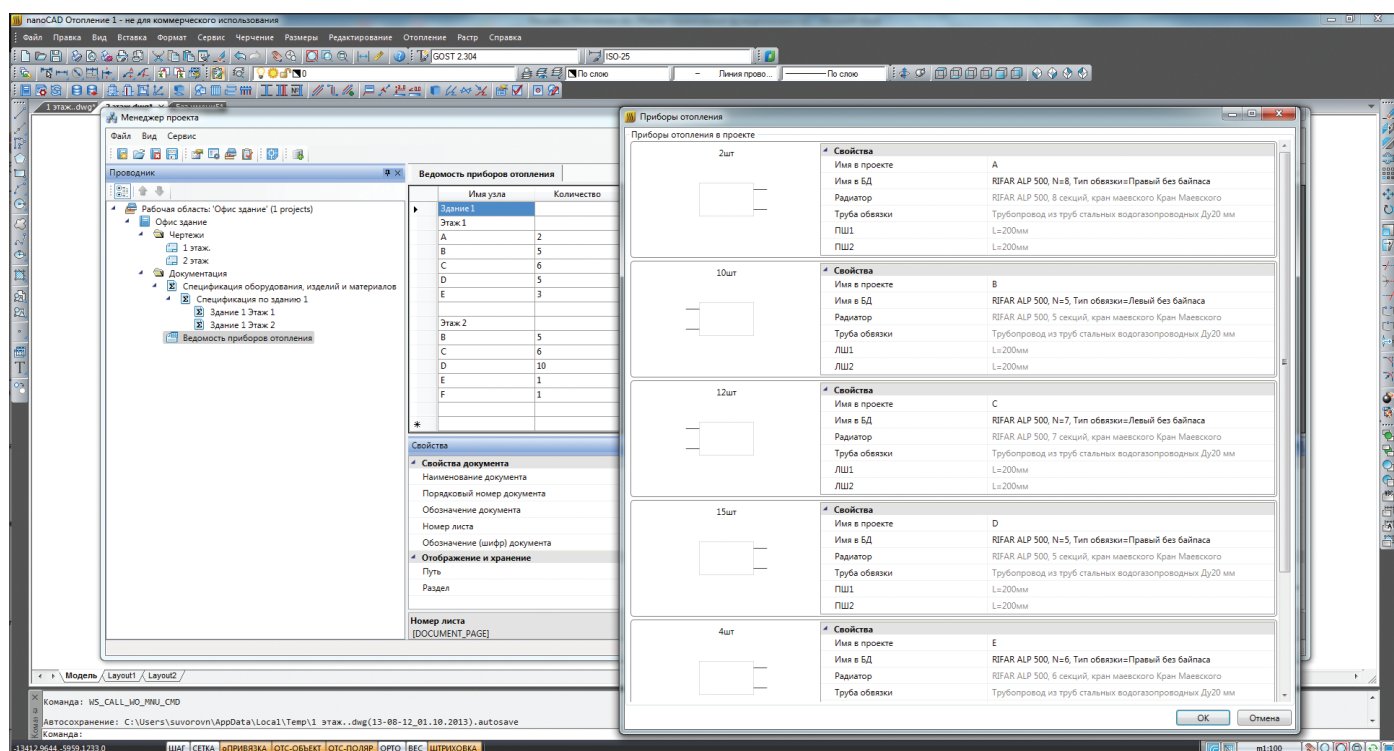 nanoCAD Отопление 1 - не для коммерческого использования
Файл Правка Вид Вставка Формат Сервис Черчение Размеры Редактирование Отопление Растр Справка
GOST 2.304 ISO-25
0 По слою Линия прово... По слою
1 этаж..dwg*
Менеджер проекта
Файл Вид Сервис
Проводник
Рабочая область: 'Офис здание' (1 projects)
Офис здание
Чертежи
1 этаж.
2 этаж
Документация
Спецификация оборудования, изделий и материалов
Спецификация по зданию 1
Здание 1 Этаж 1
Здание 1 Этаж 2
Ведомость приборов отопления
Ведомость приборов отопления
Имя узла Количество
Здание 1
Этаж 1
A 2
B 5
C 6
D 5
E 3
Этаж 2
B 5
C 6
D 10
E 1
F 1
Свойства
Свойства документа
Наименование документа
Порядковый номер документа
Обозначение документа
Номер листа
Обозначение (шифр) документа
Отображение и хранение
Путь
Раздел
Номер листа
[DOCUMENT_PAGE]
Приборы отопления
Приборы отопления в проекте
2шт
Свойства
Имя в проекте A
Имя в БД RIFAR ALP 500, N=8, Тип обвязки=Правый без байпаса
Радиатор RIFAR ALP 500, 8 секций, кран маевского Кран Маевского
Труба обвязки Трубопровод из труб стальных водогазопроводных Ду20 мм
ПШ1 L=200мм
ПШ2 L=200мм
10шт
Свойства
Имя в проекте B
Имя в БД RIFAR ALP 500, N=5, Тип обвязки=Левый без байпаса
Радиатор RIFAR ALP 500, 5 секций, кран маевского Кран Маевского
Труба обвязки Трубопровод из труб стальных водогазопроводных Ду20 мм
ЛШ1 L=200мм
ЛШ2 L=200мм
12шт
Свойства
Имя в проекте C
Имя в БД RIFAR ALP 500, N=7, Тип обвязки=Левый без байпаса
Радиатор RIFAR ALP 500, 7 секций, кран маевского Кран Маевского
Труба обвязки Трубопровод из труб стальных водогазопроводных Ду20 мм
ЛШ1 L=200мм
ЛШ2 L=200мм
15шт
Свойства
Имя в проекте D
Имя в БД RIFAR ALP 500, N=5, Тип обвязки=Правый без байпаса
Радиатор RIFAR ALP 500, 5 секций, кран маевского Кран Маевского
Труба обвязки Трубопровод из труб стальных водогазопроводных Ду20 мм
ПШ1 L=200мм
ПШ2 L=200мм
4шт
Свойства
Имя в проекте E
Имя в БД RIFAR ALP 500, N=6, Тип обвязки=Правый без байпаса
Радиатор RIFAR ALP 500, 6 секций, кран маевского Кран Маевского
Труба обвязки Трубопровод из труб стальных водогазопроводных Ду20 мм
OK Отмена
Модель Layout1 Layout2
Команда: WS_CALL_WO_MNU_CMD
Автосохранение: C:\Users\suvorovn\AppData\Local\Temp\1 этаж..dwg(13-08-12_01.10.2013).autosave
Команда:
-13412.9644,-5959.1233,0 ШАГ СЕТКА оПРИВЯЗКА ОТС-ОБЪЕКТ ОТС-ПОЛЯР ОРТО ВЕС ШТРИХОВКА m1:100